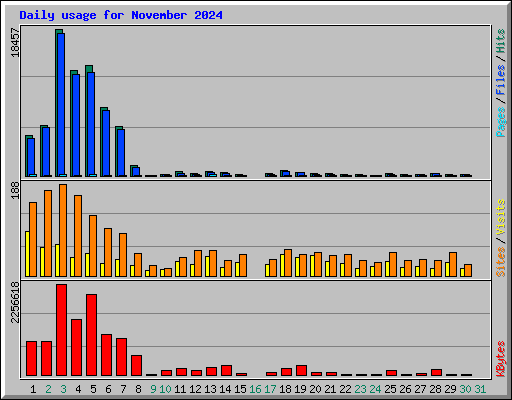 Daily usage for November 2024
18457
Pages / Files / Hits
188
Sites / Visits
2256618
KBytes
1 2 3 4 5 6 7 8 9 10 11 12 13 14 15 16 17 18 19 20 21 22 23 24 25 26 27 28 29 30 31